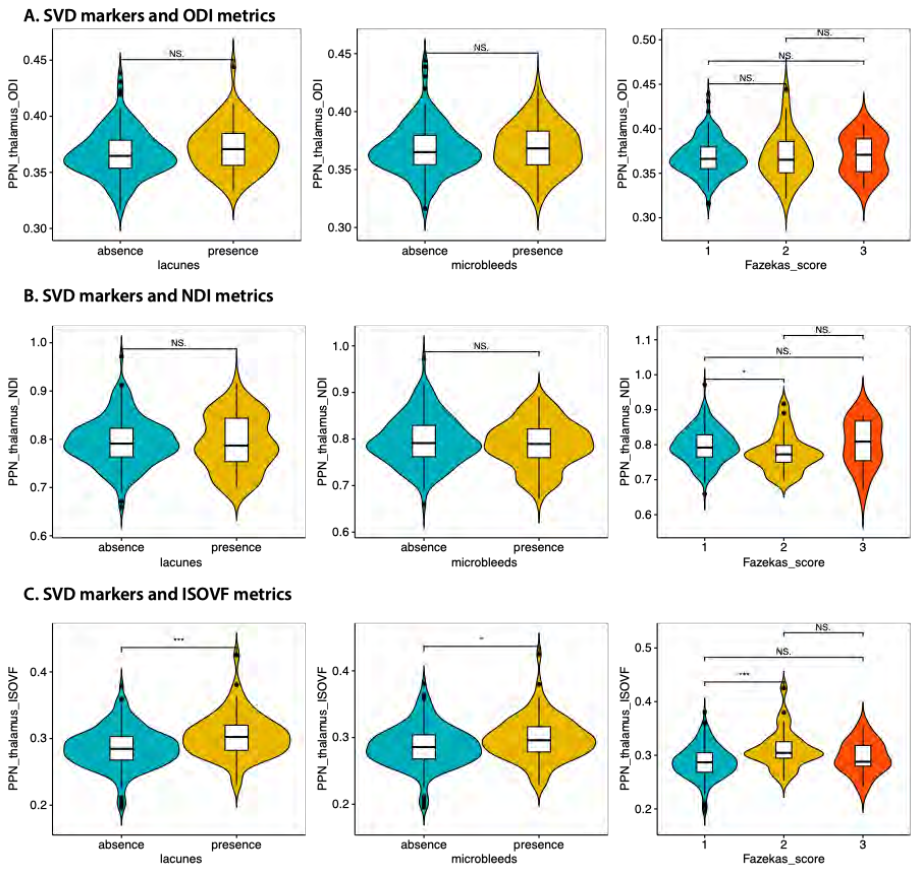 A. SVD markers and ODI metrics
PPN_thalamus_ODI
0.45
0.40
0.35
0.30
NS.
absence
presence
lacunes
PPN_thalamus_ODI
0.45
0.40
0.35
0.30
NS.
absence
presence
microbleeds
PPN_thalamus_ODI
0.50
0.45
0.40
0.35
0.30
NS.
NS.
NS.
1
2
3
Fazekas_score
B. SVD markers and NDI metrics
PPN_thalamus_NDI
1.0
0.9
0.8
0.7
0.6
NS.
absence
presence
lacunes
PPN_thalamus_NDI
1.0
0.9
0.8
0.7
0.6
NS.
absence
presence
microbleeds
PPN_thalamus_NDI
1.1
1.0
0.9
0.8
0.7
0.6
NS.
NS.
*
1
2
3
Fazekas_score
C. SVD markers and ISOVF metrics
PPN_thalamus_ISOVF
0.4
0.3
0.2
***
absence
presence
lacunes
PPN_thalamus_ISOVF
0.4
0.3
0.2
*
absence
presence
microbleeds
PPN_thalamus_ISOVF
0.5
0.4
0.3
0.2
NS.
NS.
***
1
2
3
Fazekas_score